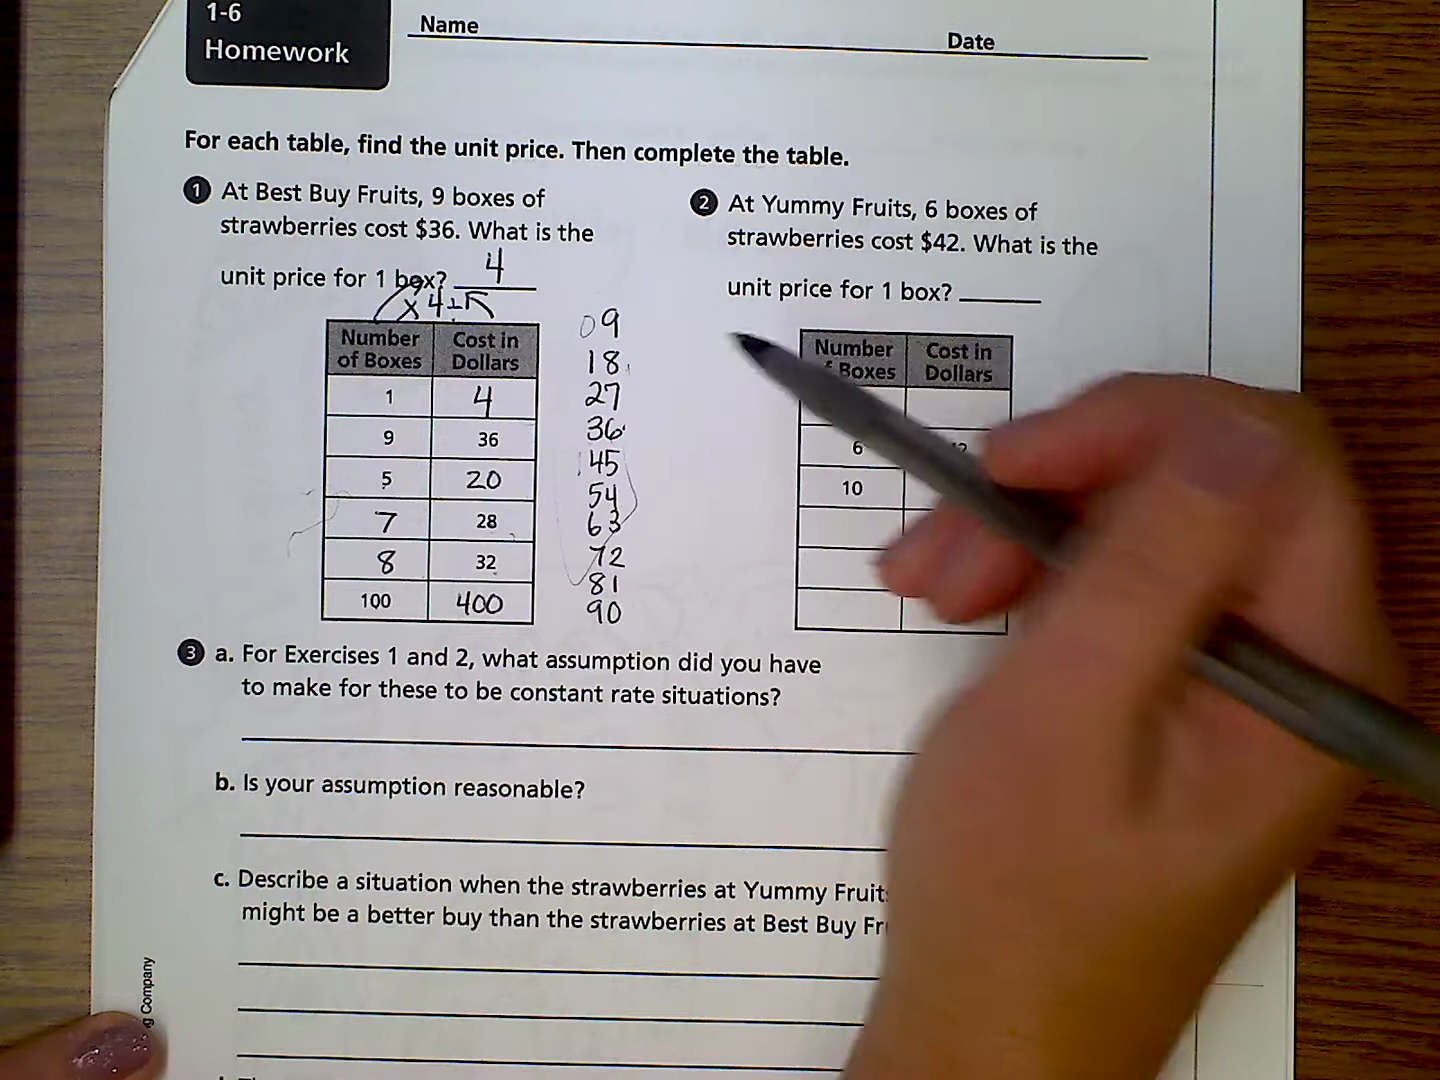 1-6
Homework
Name
Date
For each table, find the unit price. Then complete the table.
1 At Best Buy Fruits, 9 boxes of
strawberries cost $36. What is the
unit price for 1 box? 4
x 4
Number of Boxes Cost in Dollars
1 4
9 36
5 20
7 28
8 32
100 400
09
18
27
36
45
54
63
72
81
90
2 At Yummy Fruits, 6 boxes of
strawberries cost $42. What is the
unit price for 1 box?
Number Cost in
Boxes Dollars
6
10
3 a. For Exercises 1 and 2, what assumption did you have
to make for these to be constant rate situations?
b. Is your assumption reasonable?
c. Describe a situation when the strawberries at Yummy Fruit
might be a better buy than the strawberries at Best Buy Fr
Company